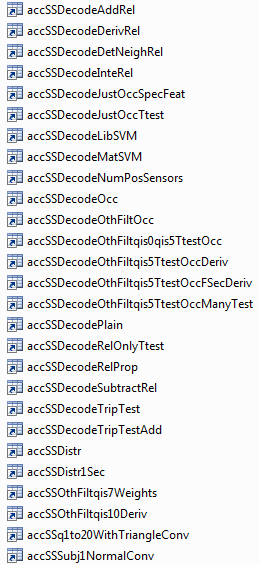 accSSDecodeAddRel
accSSDecodeDerivRel
accSSDecodeDetNeighRel
accSSDecodeInteRel
accSSDecodeJustOccSpecFeat
accSSDecodeJustOccTtest
accSSDecodeLibSVM
accSSDecodeMatSVM
accSSDecodeNumPosSensors
accSSDecodeOcc
accSSDecodeOthFiltOcc
accSSDecodeOthFiltqis0qis5TtestOcc
accSSDecodeOthFiltqis5TtestOccDeriv
accSSDecodeOthFiltqis5TtestOccFSecDeriv
accSSDecodeOthFiltqis5TtestOccManyTest
accSSDecodePlain
accSSDecodeRelOnlyTtest
accSSDecodeRelProp
accSSDecodeSubtractRel
accSSDecodeTripTest
accSSDecodeTripTestAdd
accSSDistr
accSSDistr1Sec
accSSOthFiltqis7Weights
accSSOthFiltqis10Deriv
accSSq1to20WithTriangleConv
accSSSubj1NormalConv